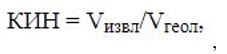 КИН = Vизвл/Vгеол,
,